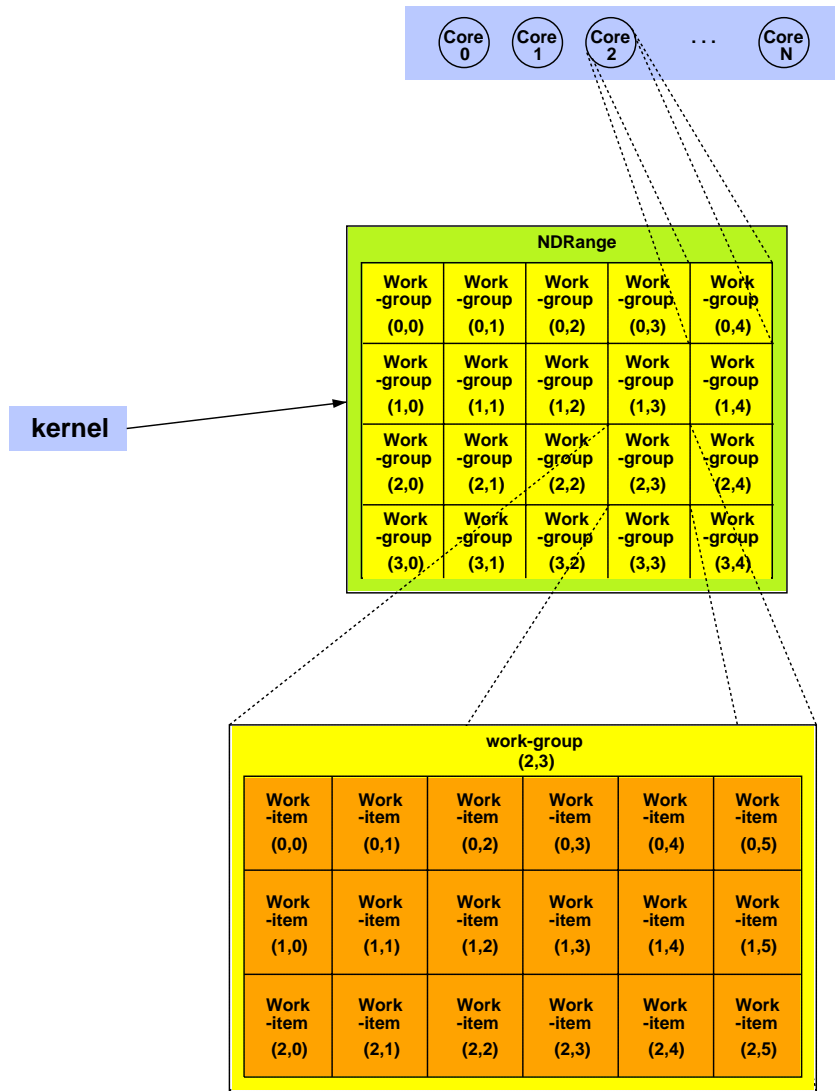 Core Core Core ... Core
0 1 2 N
NDRange
Work Work Work Work Work
-group -group -group -group -group
(0,0) (0,1) (0,2) (0,3) (0,4)
Work Work Work Work Work
-group -group -group -group -group
(1,0) (1,1) (1,2) (1,3) (1,4)
kernel
Work Work Work Work Work
-group -group -group -group -group
(2,0) (2,1) (2,2) (2,3) (2,4)
Work Work Work Work Work
-group -group -group -group -group
(3,0) (3,1) (3,2) (3,3) (3,4)
work-group
(2,3)
Work Work Work Work Work Work
-item -item -item -item -item -item
(0,0) (0,1) (0,2) (0,3) (0,4) (0,5)
Work Work Work Work Work Work
-item -item -item -item -item -item
(1,0) (1,1) (1,2) (1,3) (1,4) (1,5)
Work Work Work Work Work Work
-item -item -item -item -item -item
(2,0) (2,1) (2,2) (2,3) (2,4) (2,5)